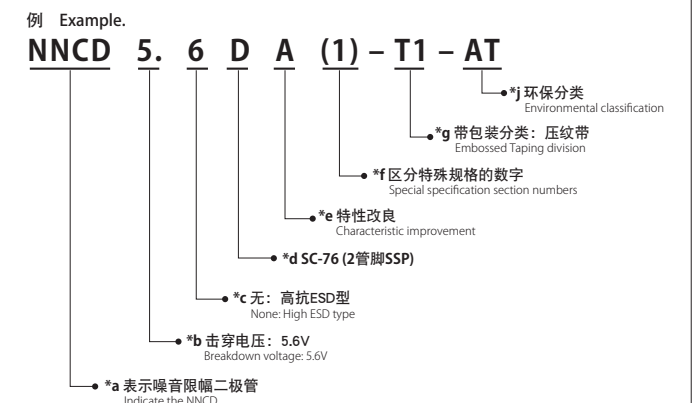 例 Example.
NNCD 5. 6 D A (1) – T1 – AT
*j 环保分类
Environmental classification
*g 带包装分类：压纹带
Embossed Taping division
*f 区分特殊规格的数字
Special specification section numbers
*e 特性改良
Characteristic improvement
*d SC-76 (2管脚SSP)
*c 无：高抗ESD型
None: High ESD type
*b 击穿电压：5.6V
Breakdown voltage: 5.6V
*a 表示噪音限幅二极管
Indicate the NNCD